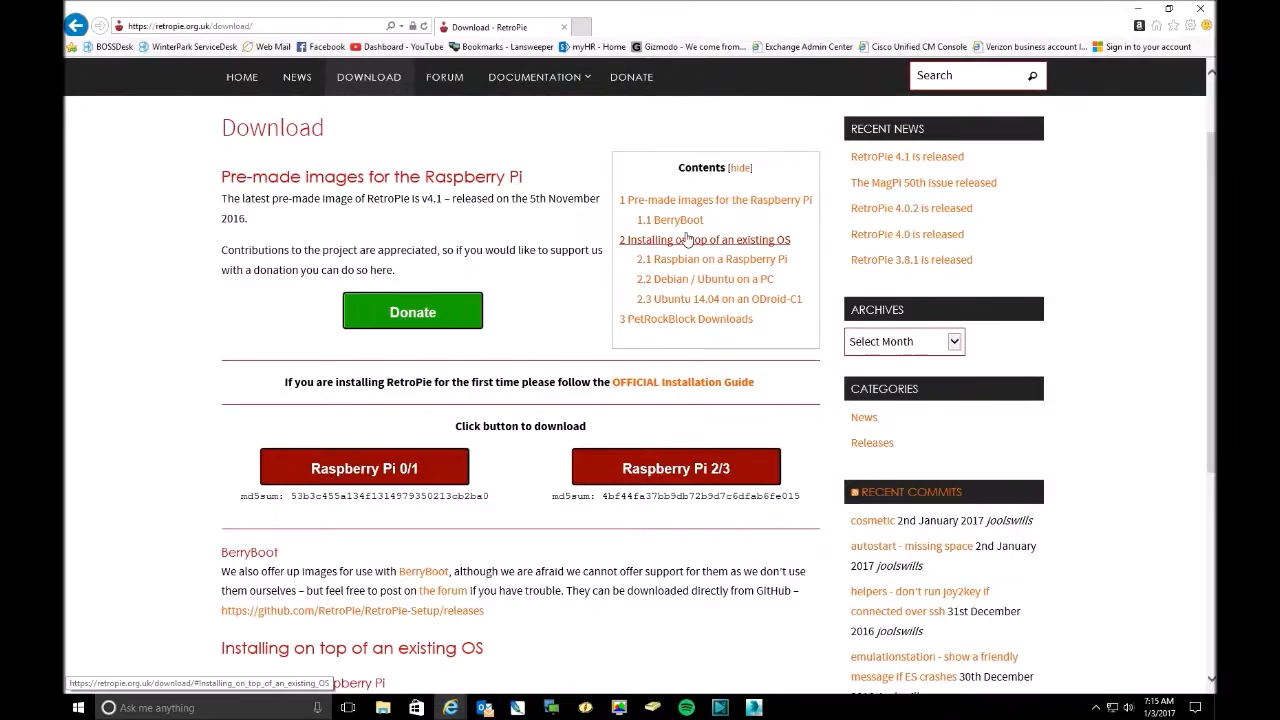 https://retropie.org.uk/download/
Download - RetroPie
BOSSDesk
WinterPark ServiceDesk
Web Mail
Facebook
Dashboard - YouTube
Bookmarks - Lansweeper
myHR - Home
Gizmodo - We come from...
Exchange Admin Center
Cisco Unified CM Console
Verizon business account l...
Sign in to your account
HOME
NEWS
DOWNLOAD
FORUM
DOCUMENTATION
DONATE
Search
Download
Pre-made images for the Raspberry Pi
The latest pre-made image of RetroPie is v4.1 – released on the 5th November
2016.
Contributions to the project are appreciated, so if you would like to support us
with a donation you can do so here.
Donate
Contents [hide]
1 Pre-made images for the Raspberry Pi
1.1 BerryBoot
2 Installing on top of an existing OS
2.1 Raspbian on a Raspberry Pi
2.2 Debian / Ubuntu on a PC
2.3 Ubuntu 14.04 on an ODroid-C1
3 PetRockBlock Downloads
If you are installing RetroPie for the first time please follow the OFFICIAL Installation Guide
Click button to download
Raspberry Pi 0/1
md5sum: 53b3c455a134f1314979350213cb2ba0
Raspberry Pi 2/3
md5sum: 4bf44fa37bb9db72b9d7c6dfab6fe015
BerryBoot
We also offer up images for use with BerryBoot, although we are afraid we cannot offer support for them as we don't use
them ourselves – but feel free to post on the forum if you have trouble. They can be downloaded directly from GitHub –
https://github.com/RetroPie/RetroPie-Setup/releases
Installing on top of an existing OS
pberry Pi
RECENT NEWS
RetroPie 4.1 is released
The MagPi 50th issue released
RetroPie 4.0.2 is released
RetroPie 4.0 is released
RetroPie 3.8.1 is released
ARCHIVES
Select Month
CATEGORIES
News
Releases
RECENT COMMITS
cosmetic 2nd January 2017 joolswills
autostart - missing space 2nd January
2017 joolswills
helpers - don't run joy2key if
connected over ssh 31st December
2016 joolswills
emulationstation - show a friendly
message if ES crashes 30th December
https://retropie.org.uk/download/#Installing_on_top_of_an_existing_OS
Ask me anything
7:15 AM
1/3/2017